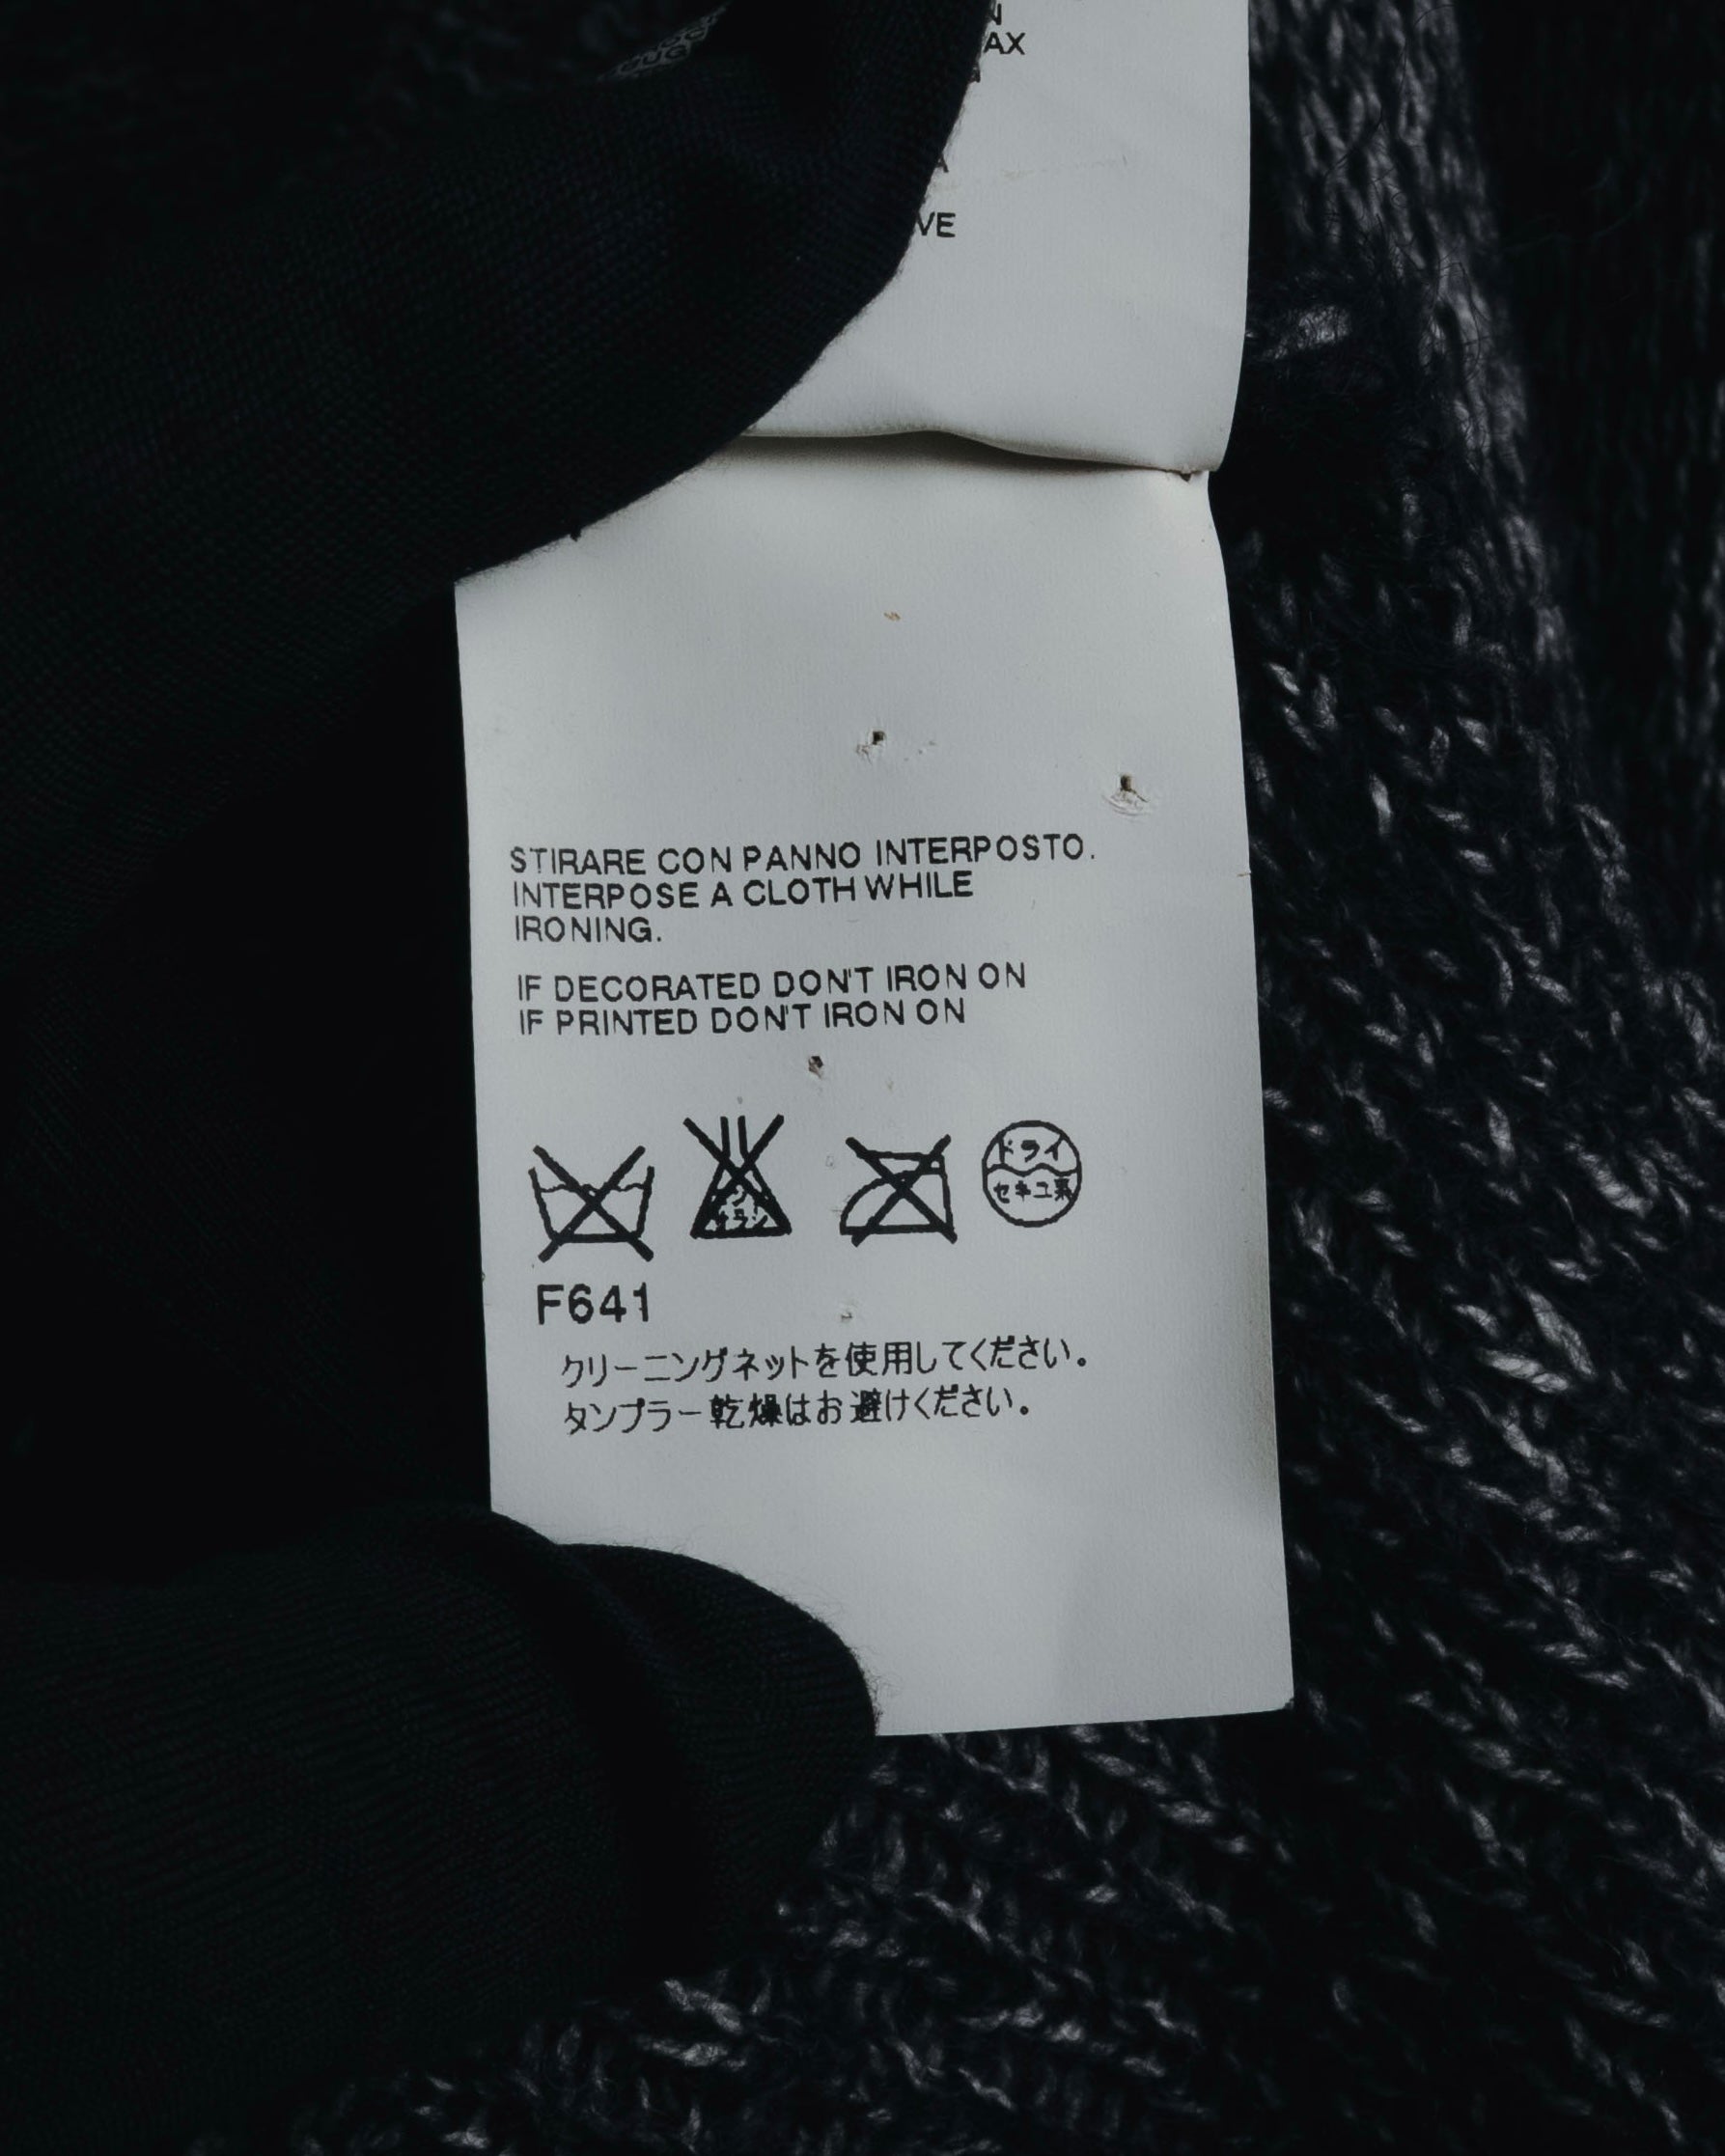 AX
VE
STIRARE CON PANNO INTERPOSTO.
INTERPOSE A CLOTH WHILE
IRONING.
IF DECORATED DON'T IRON ON
IF PRINTED DON'T IRON ON
ドライ
セキユ系
F641
クリーニングネットを使用してください。
タンブラー乾燥はお避けください。